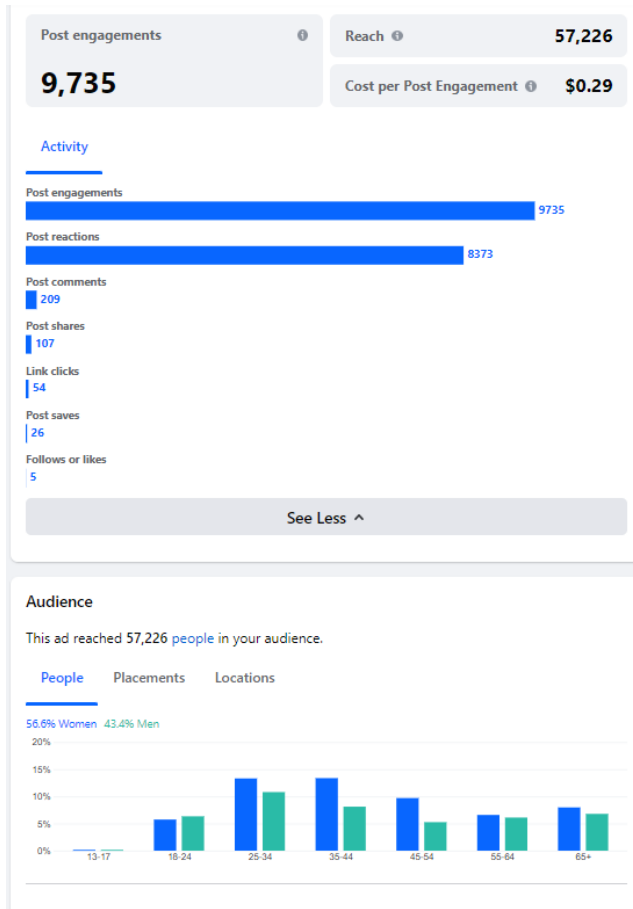 Post engagements
9,735
Reach 57,226
Cost per Post Engagement $0.29
Activity
Post engagements
9735
Post reactions
8373
Post comments
209
Post shares
107
Link clicks
54
Post saves
26
Follows or likes
5
See Less
Audience
This ad reached 57,226 people in your audience.
People Placements Locations
56.6% Women 43.4% Men
20%
15%
10%
5%
0%
13-17 18-24 25-34 35-44 45-54 55-64 65+